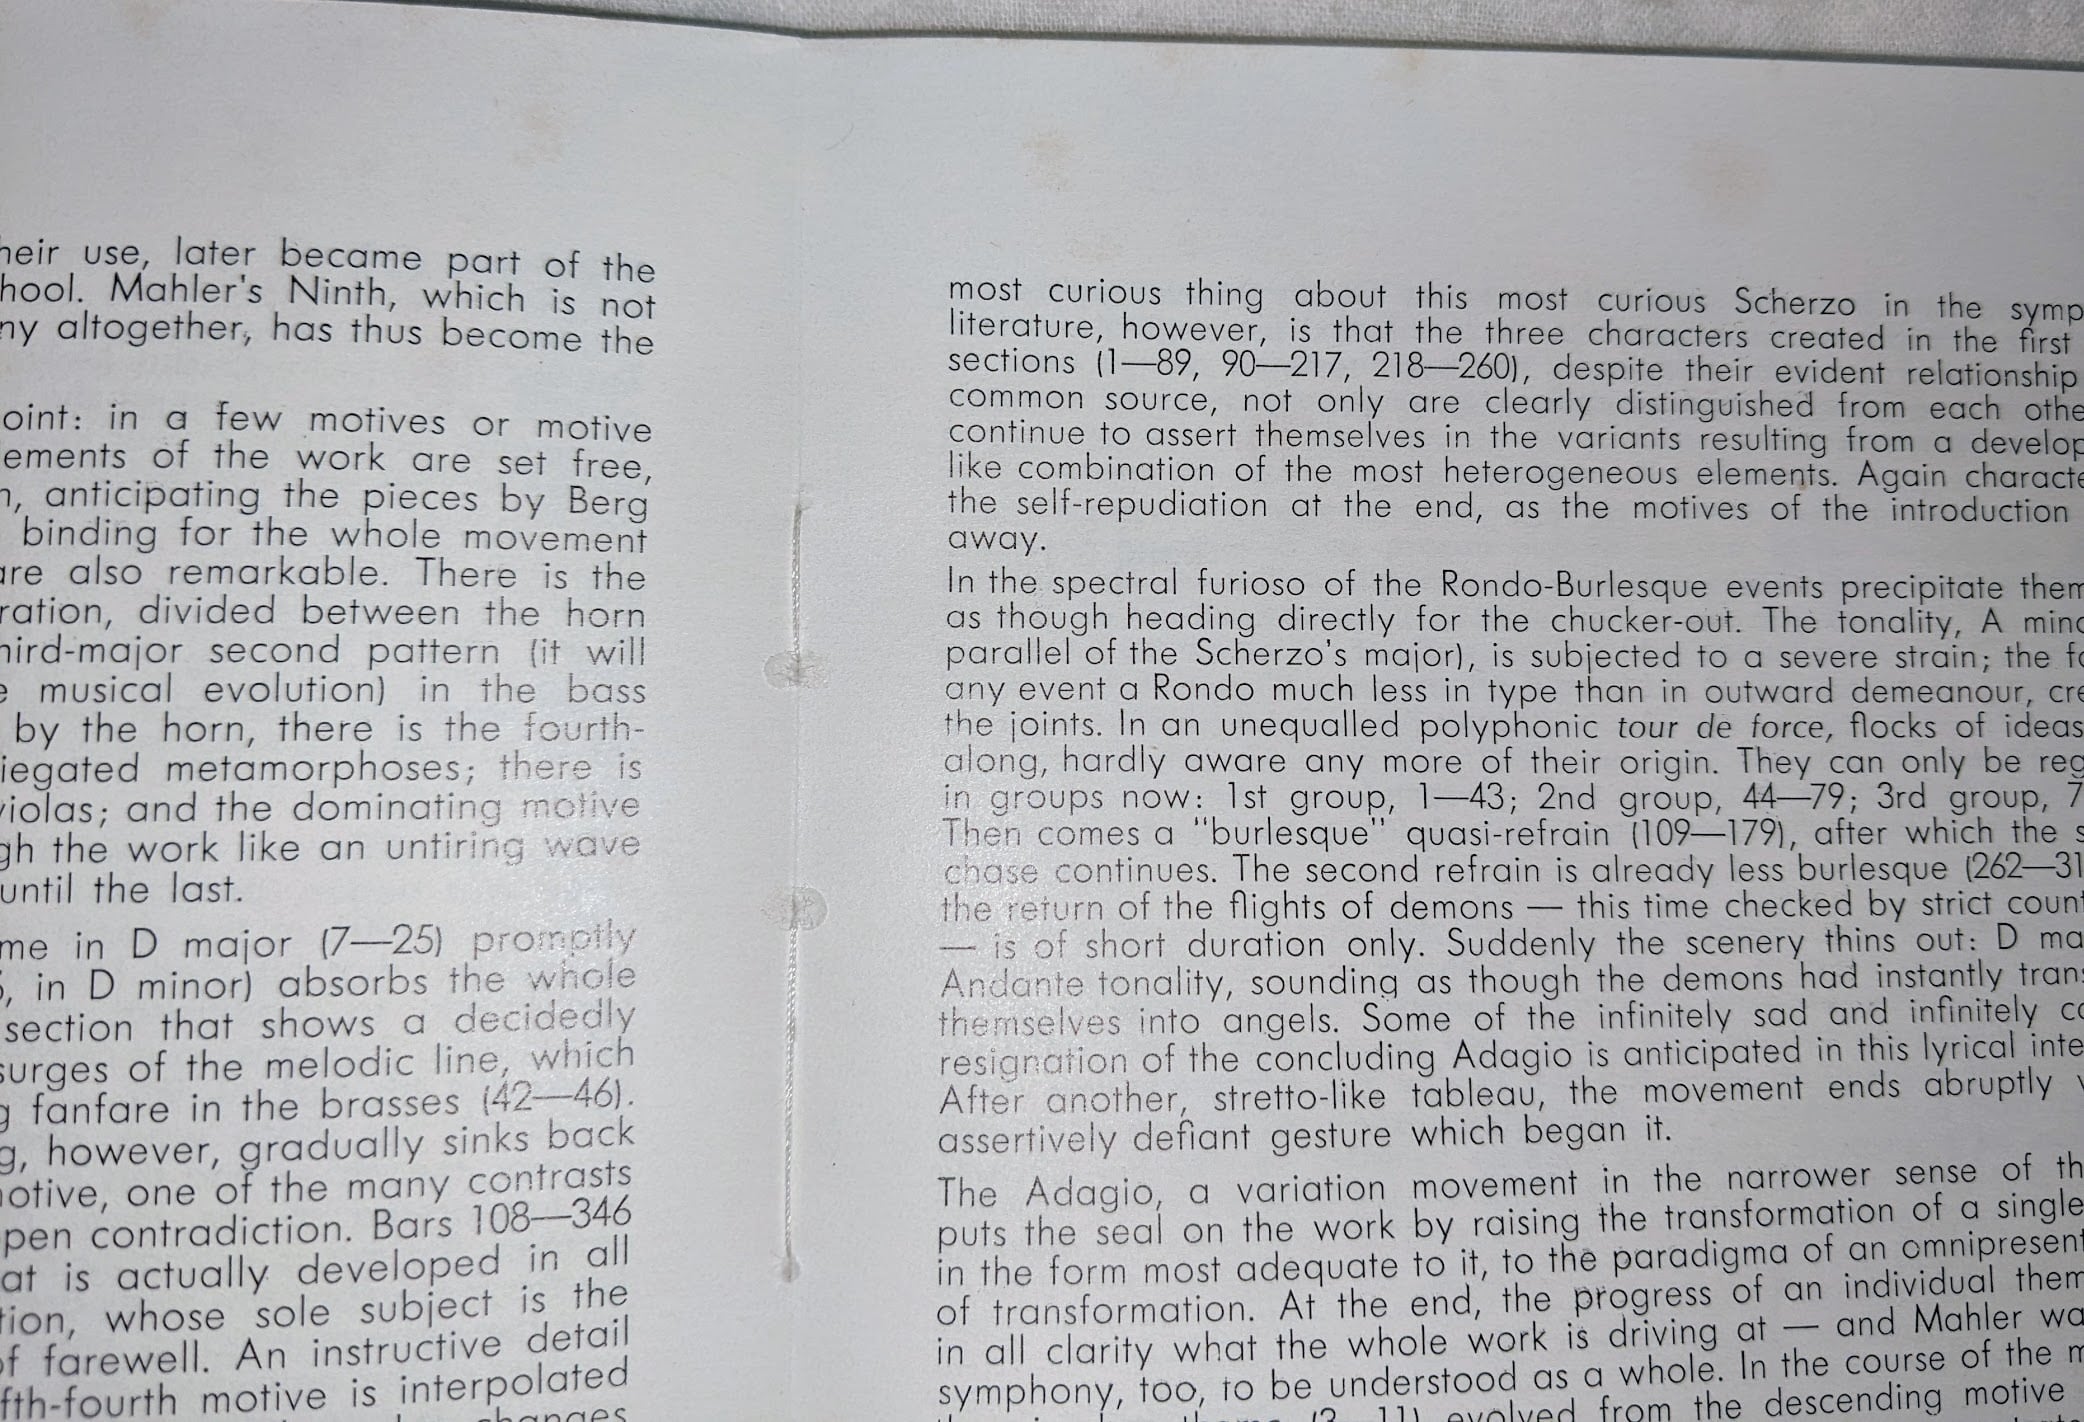 heir use, later became part of the
hool. Mahler's Ninth, which is not
ny altogether, has thus become the
oint: in a few motives or motive
ements of the work are set free,
n, anticipating the pieces by Berg
binding for the whole movement
are also remarkable. There is the
ration, divided between the horn
hird-major second pattern (it will
e musical evolution) in the bass
by the horn, there is the fourth-
iegated metamorphoses; there is
violas; and the dominating motive
gh the work like an untiring wave
until the last.
me in D major (7—25) promptly
, in D minor) absorbs the whole
section that shows a decidedly
surges of the melodic line, which
g fanfare in the brasses (42—46).
g, however, gradually sinks back
notive, one of the many contrasts
pen contradiction. Bars 108—346
at is actually developed in all
tion, whose sole subject is the
of farewell. An instructive detail
fth-fourth motive is interpolated
changes
most curious thing about this most curious Scherzo in the symp
literature, however, is that the three characters created in the first
sections (1—89, 90—217, 218—260), despite their evident relationship
common source, not only are clearly distinguished from each othe
continue to assert themselves in the variants resulting from a develop
like combination of the most heterogeneous elements. Again characte
the self-repudiation at the end, as the motives of the introduction
away.
In the spectral furioso of the Rondo-Burlesque events precipitate them
as though heading directly for the chucker-out. The tonality, A mino
parallel of the Scherzo's major), is subjected to a severe strain; the fo
any event a Rondo much less in type than in outward demeanour, cre
the joints. In an unequalled polyphonic tour de force, flocks of ideas
along, hardly aware any more of their origin. They can only be reg
in groups now: 1st group, 1—43; 2nd group, 44—79; 3rd group, 7
Then comes a "burlesque" quasi-refrain (109—179), after which the s
chase continues. The second refrain is already less burlesque (262—31
the return of the flights of demons — this time checked by strict count
— is of short duration only. Suddenly the scenery thins out: D ma
Andante tonality, sounding as though the demons had instantly trans
themselves into angels. Some of the infinitely sad and infinitely co
resignation of the concluding Adagio is anticipated in this lyrical inte
After another, stretto-like tableau, the movement ends abruptly
assertively defiant gesture which began it.
The Adagio, a variation movement in the narrower sense of th
puts the seal on the work by raising the transformation of a single
in the form most adequate to it, to the paradigma of an omnipresent
of transformation. At the end, the progress of an individual them
in all clarity what the whole work is driving at — and Mahler wa
symphony, too, to be understood as a whole. In the course of the m
(3—11) evolved from the descending motive